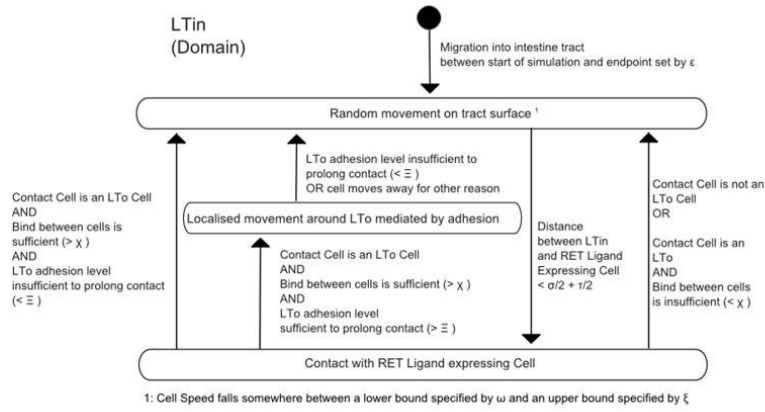 LTin
(Domain)
Migration into intestine tract
between start of simulation and endpoint set by ε
Random movement on tract surface ¹
Contact Cell is an LTo Cell
AND
Bind between cells is
sufficient (> χ )
AND
LTo adhesion level
insufficient to prolong contact
(< Ξ )
LTo adhesion level insufficient to
prolong contact (< Ξ )
OR cell moves away for other reason
Localised movement around LTo mediated by adhesion
Contact Cell is an LTo Cell
AND
Bind between cells is sufficient (> χ )
AND
LTo adhesion level
sufficient to prolong contact (> Ξ )
Distance
between LTin
and RET Ligand
Expressing Cell
< σ/2 + τ/2
Contact Cell is not an
LTo Cell
OR
Contact Cell is an
LTo
AND
Bind between cells
is insufficient (< χ )
Contact with RET Ligand expressing Cell
1: Cell Speed falls somewhere between a lower bound specified by ω and an upper bound specified by ξ